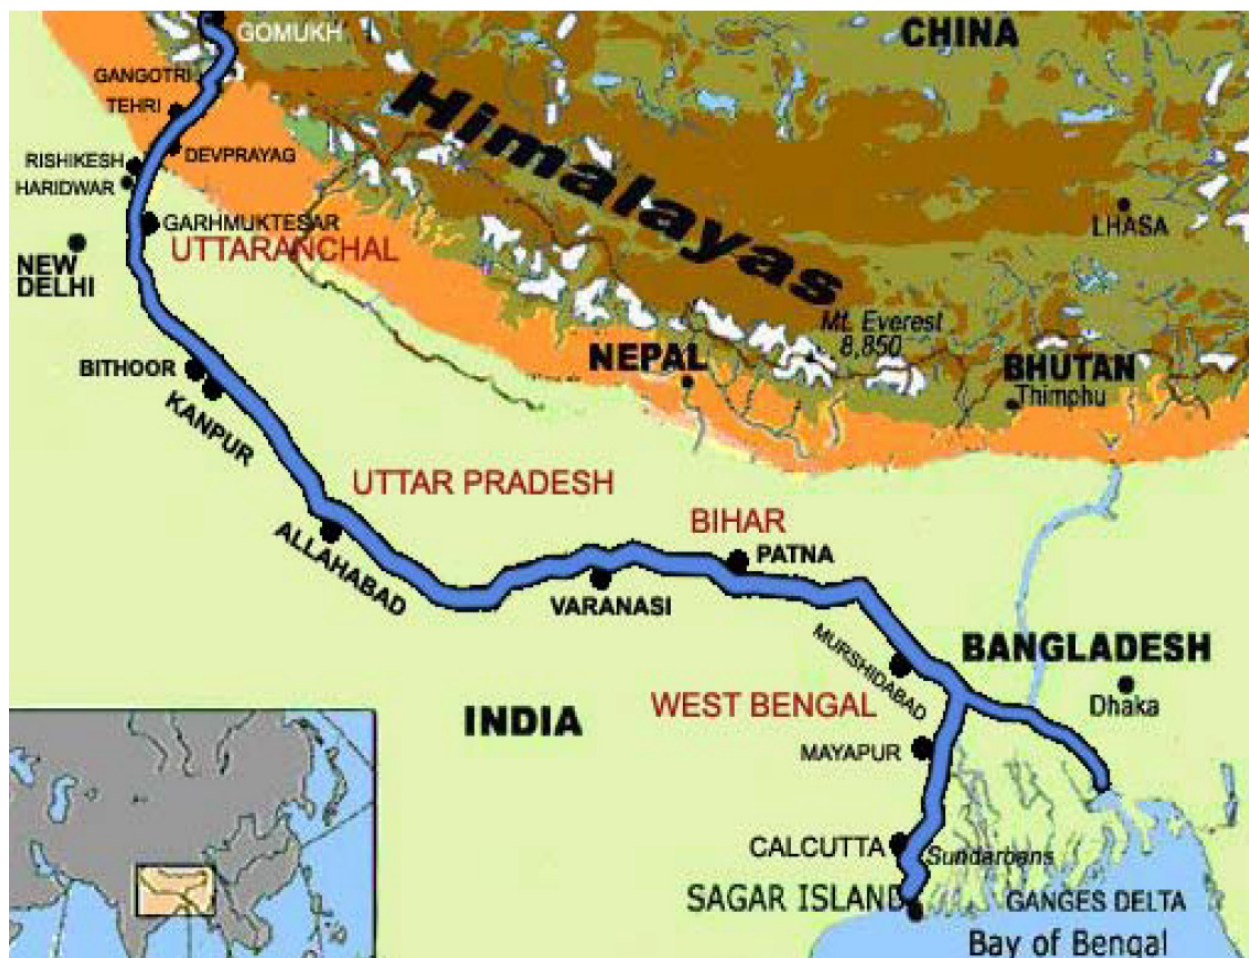 GOMUKH
CHINA
GANGOTRI
TEHRI
Himalayas
RISHIKESH
DEVPRAYAG
HARIDWAR
GARHMUKTESAR
LHASA
UTTARANCHAL
NEW
DELHI
Mt. Everest
8,850
NEPAL
BHUTAN
Thimphu
BITHOOR
KANPUR
UTTAR PRADESH
BIHAR
ALLAHABAD
PATNA
VARANASI
MURSHIDABAD
BANGLADESH
Dhaka
WEST BENGAL
INDIA
MAYAPUR
CALCUTTA
Sundarbans
SAGAR ISLAND
GANGES DELTA
Bay of Bengal